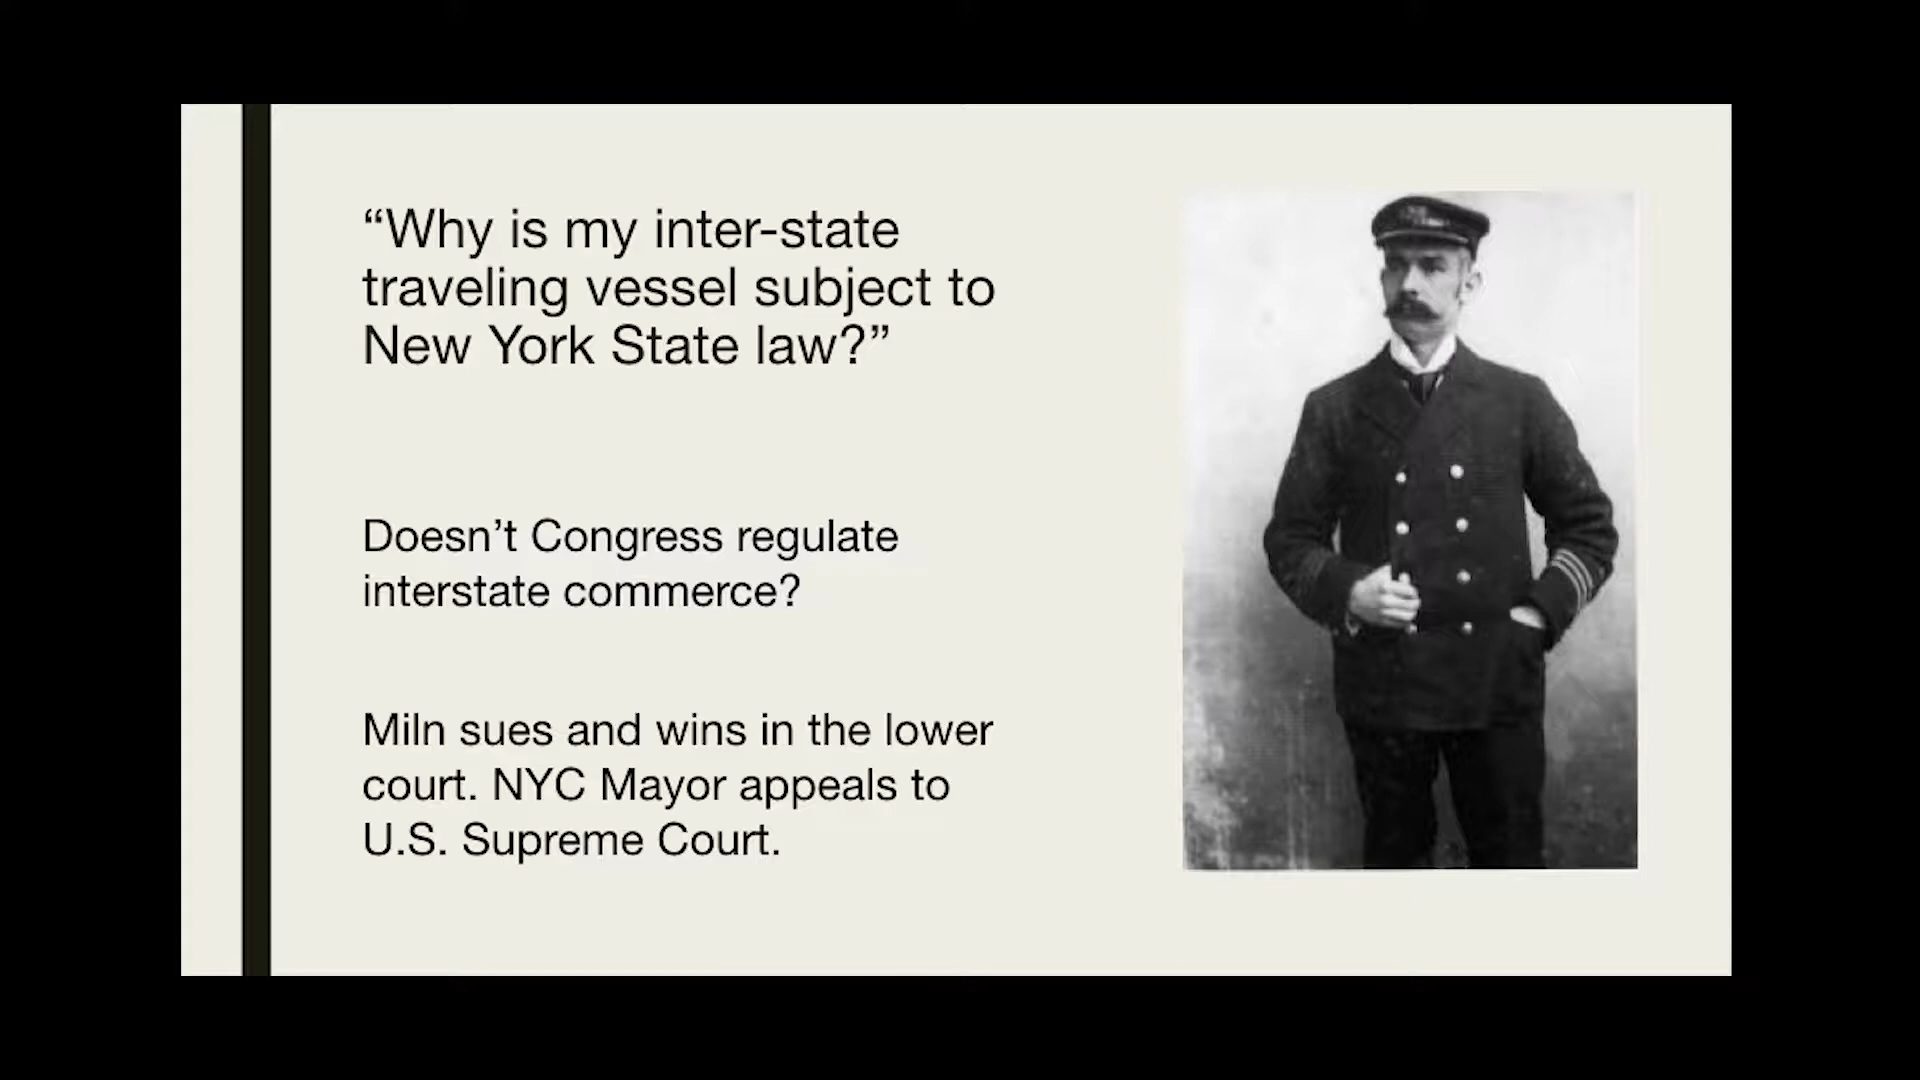 “Why is my inter-state
traveling vessel subject to
New York State law?”
Doesn’t Congress regulate
interstate commerce?
Miln sues and wins in the lower
court. NYC Mayor appeals to
U.S. Supreme Court.